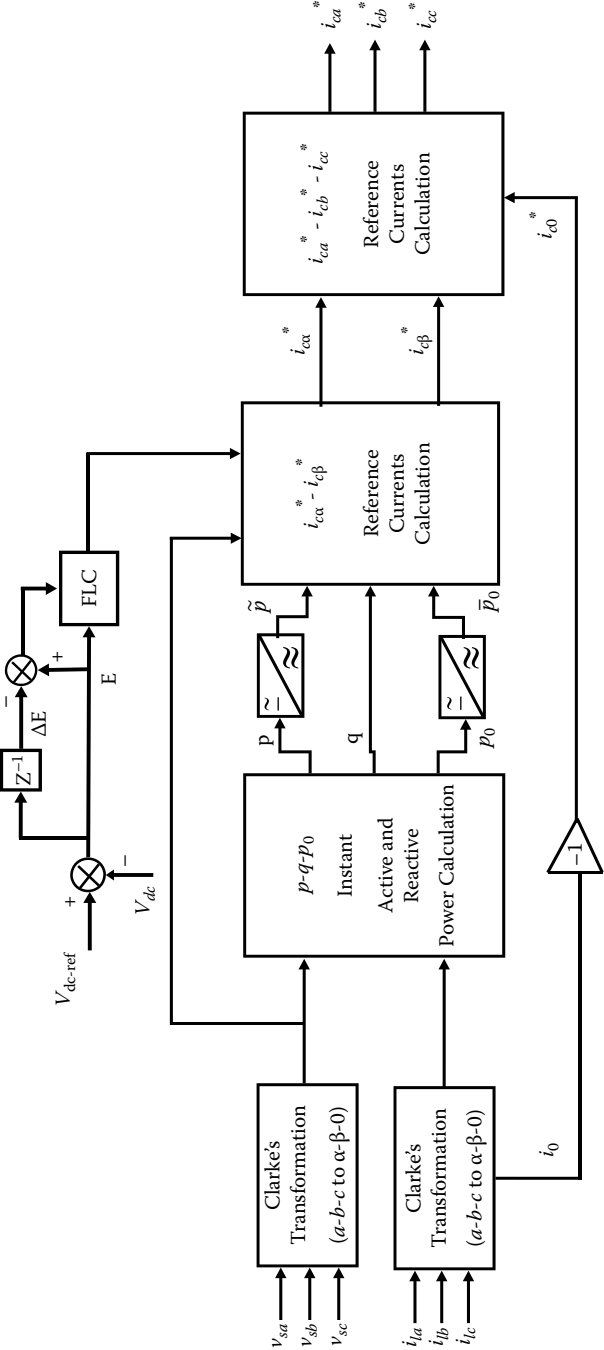 V_dc-ref
+
−
V_dc
Z⁻¹
ΔE
−
+
E
FLC
v_sa
v_sb
v_sc
Clarke's
Transformation
(a-b-c to α-β-0)
i_la
i_lb
i_lc
Clarke's
Transformation
(a-b-c to α-β-0)
i_0
−1
p-q-p_0
Instant
Active and
Reactive
Power Calculation
p
q
p_0
~
−
≈
~
−
≈
p̃
p̄_0
i_cα* - i_cβ*
Reference
Currents
Calculation
i_cα*
i_cβ*
i_c0*
i_ca* - i_cb* - i_cc*
Reference
Currents
Calculation
i_ca*
i_cb*
i_cc*